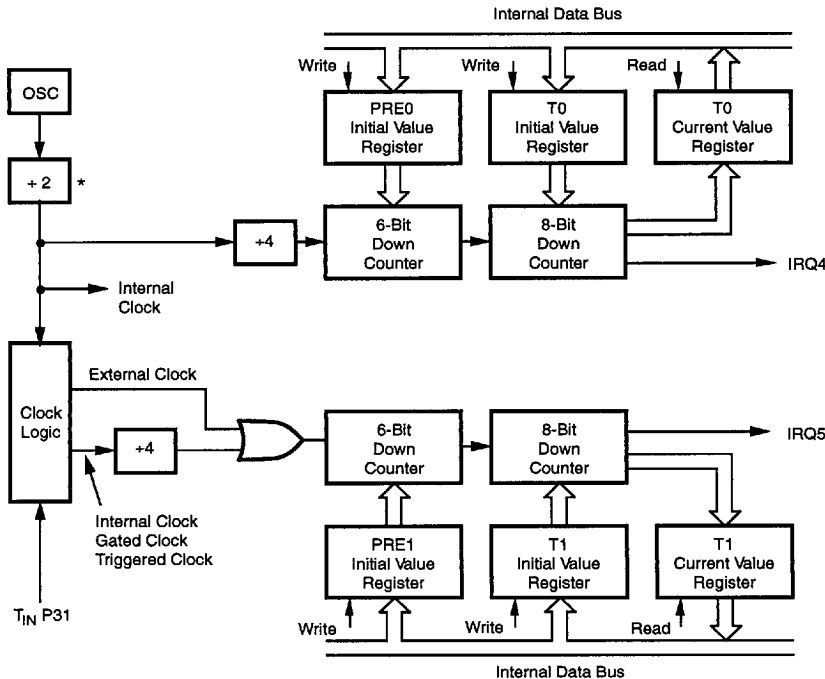 Internal Data Bus
Write
Write
Read
OSC
PRE0
Initial Value
Register
T0
Initial Value
Register
T0
Current Value
Register
÷ 2
*
÷4
6-Bit
Down
Counter
8-Bit
Down
Counter
IRQ4
Internal
Clock
External Clock
Clock
Logic
÷4
6-Bit
Down
Counter
8-Bit
Down
Counter
IRQ5
Internal Clock
Gated Clock
Triggered Clock
PRE1
Initial Value
Register
T1
Initial Value
Register
T1
Current Value
Register
TIN P31
Write
Write
Read
Internal Data Bus